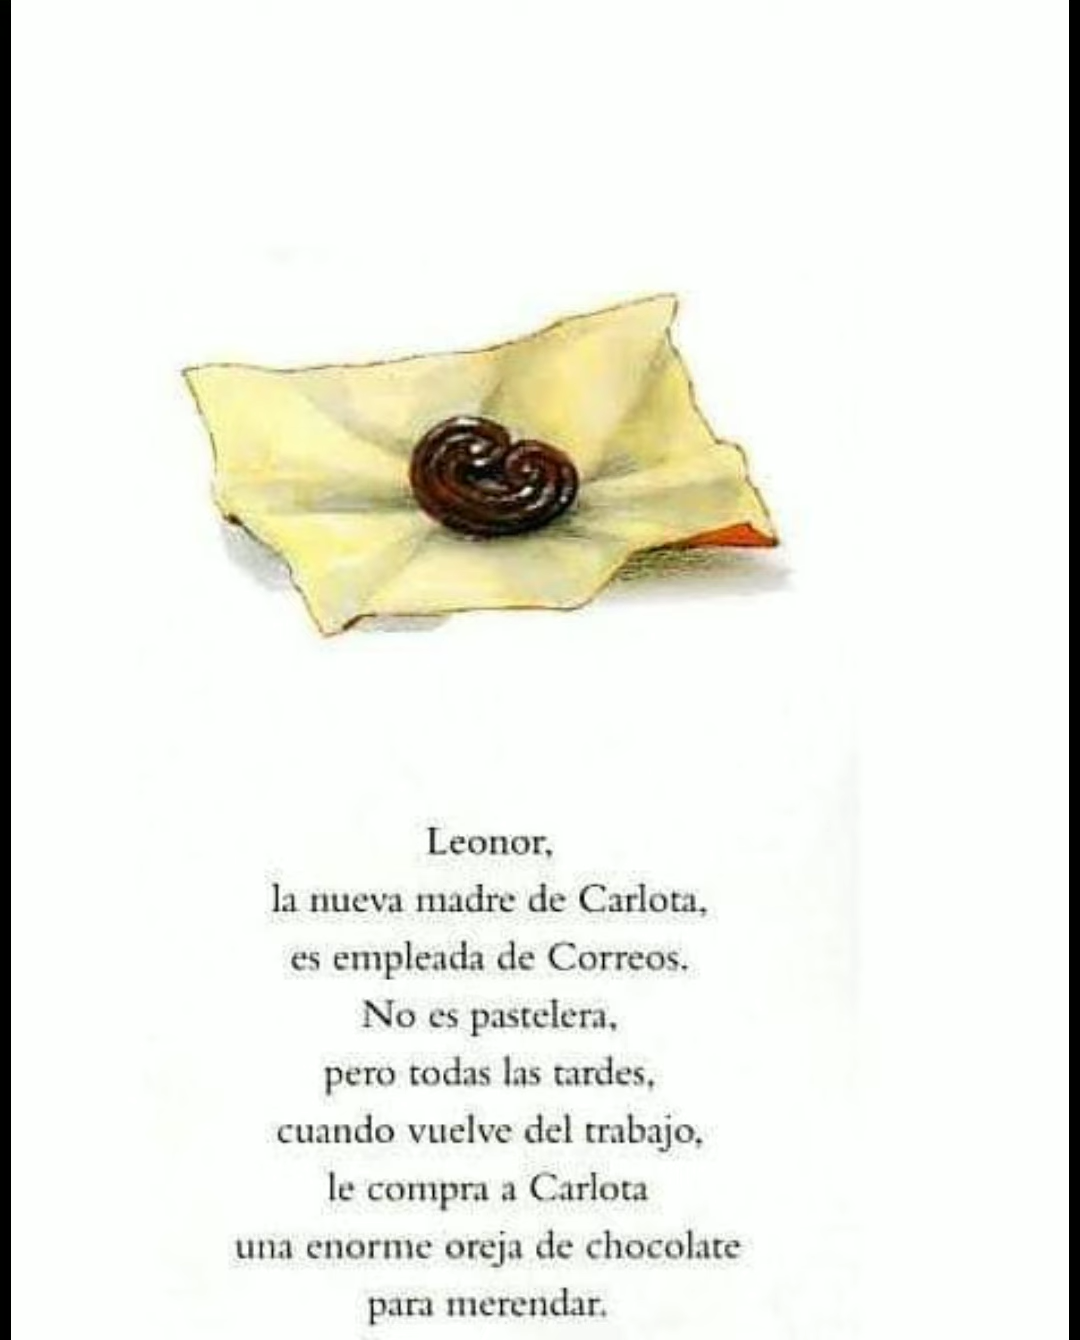 Leonor,
la nueva madre de Carlota,
es empleada de Correos.
No es pastelera,
pero todas las tardes,
cuando vuelve del trabajo,
le compra a Carlota
una enorme oreja de chocolate
para merendar.